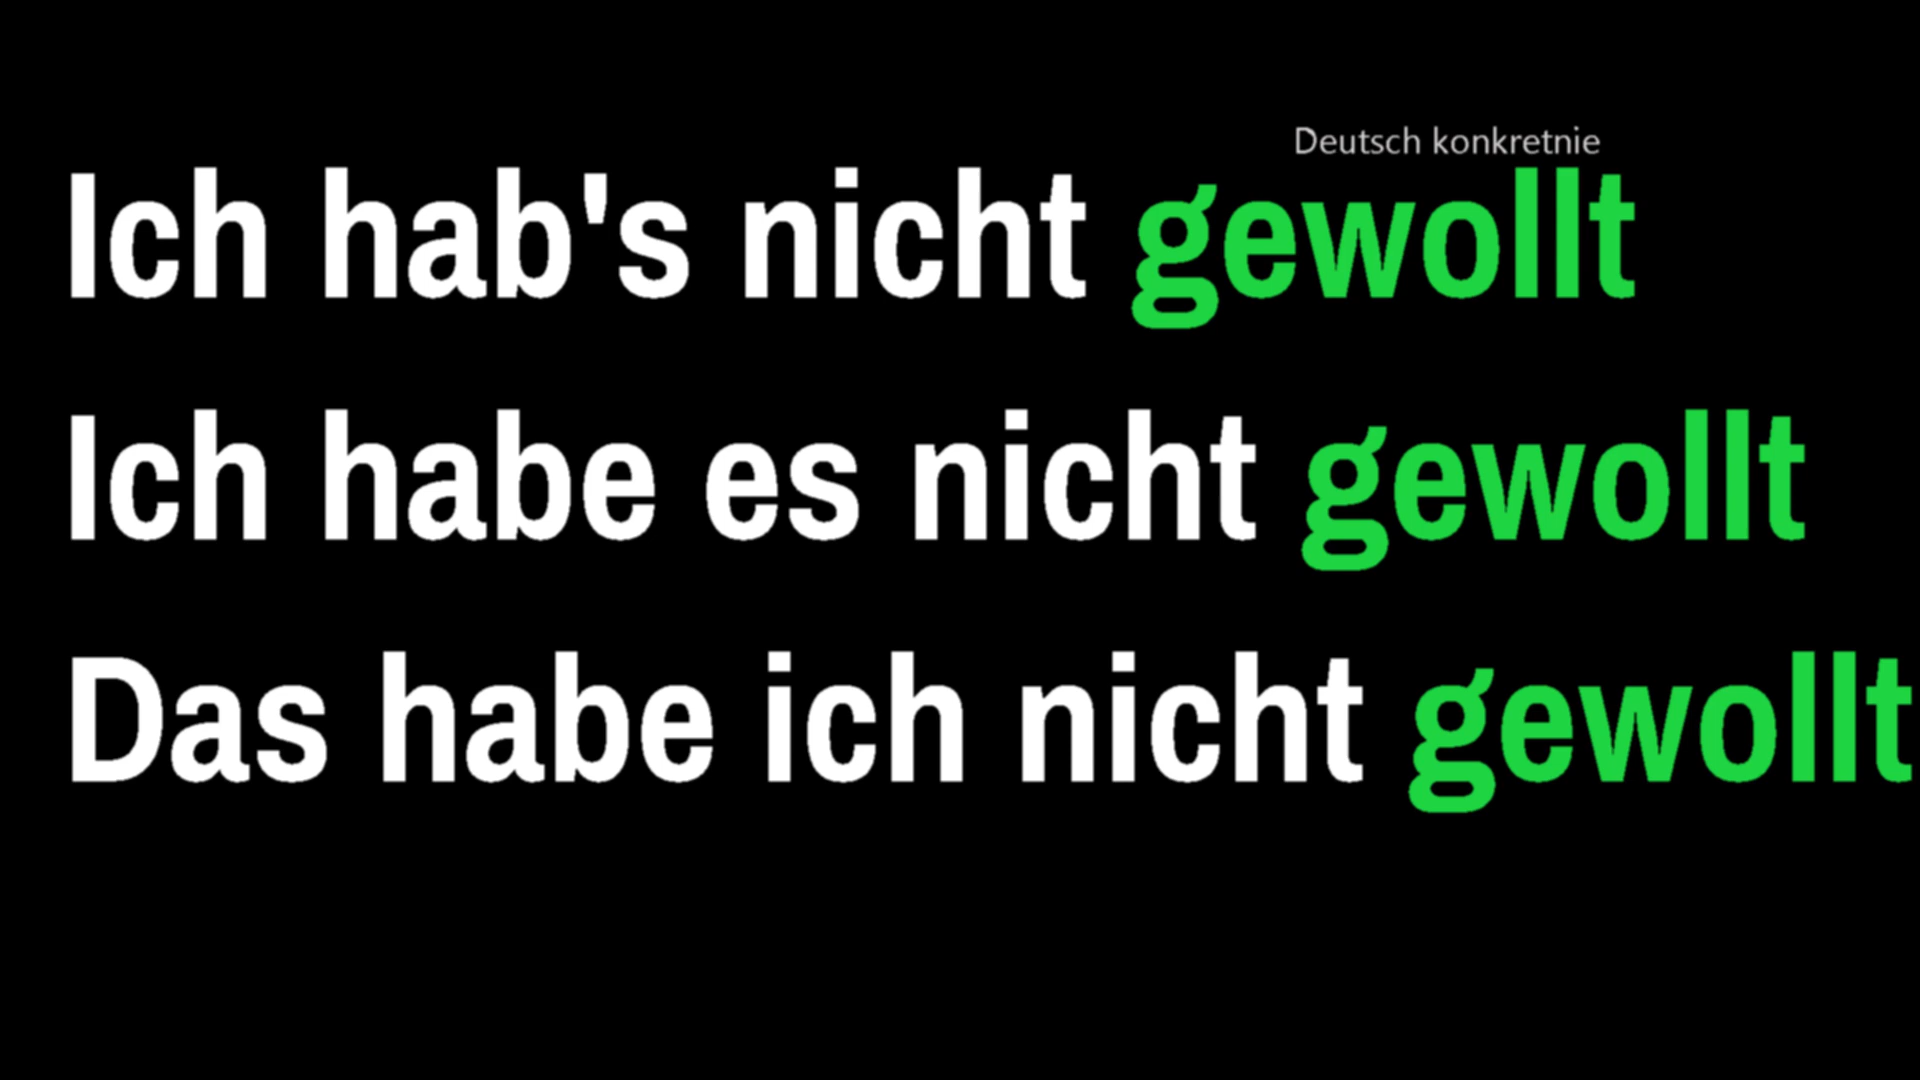 Deutsch konkretnie
Ich hab's nicht gewollt
Ich habe es nicht gewollt
Das habe ich nicht gewollt